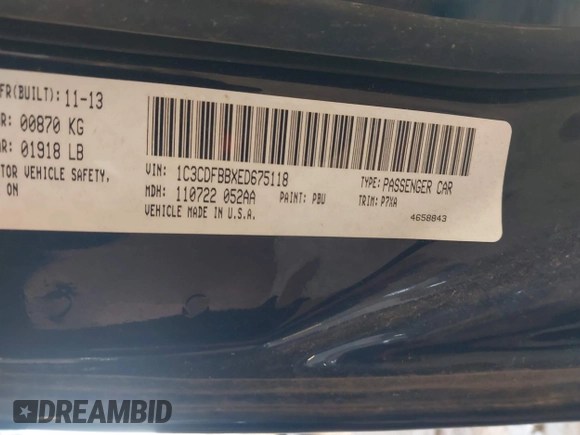 FR(BUILT): 11-13
R: 00870 KG
R: 01918 LB
TOR VEHICLE SAFETY,
ON
VIN: 1C3CDFBBXED675118
MDH: 110722 052AA PAINT: PBU
VEHICLE MADE IN U.S.A.
TYPE: PASSENGER CAR
TRIM: P7XA
4658843
DREAMBID